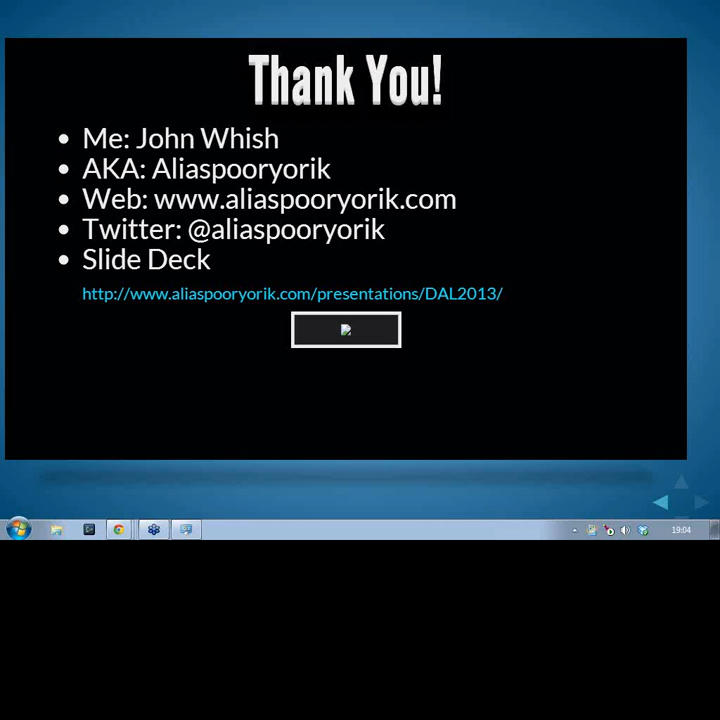 Thank You!
Me: John Whish
AKA: Aliaspooryorik
Web: www.aliaspooryorik.com
Twitter: @aliaspooryorik
Slide Deck
http://www.aliaspooryorik.com/presentations/DAL2013/
19:04